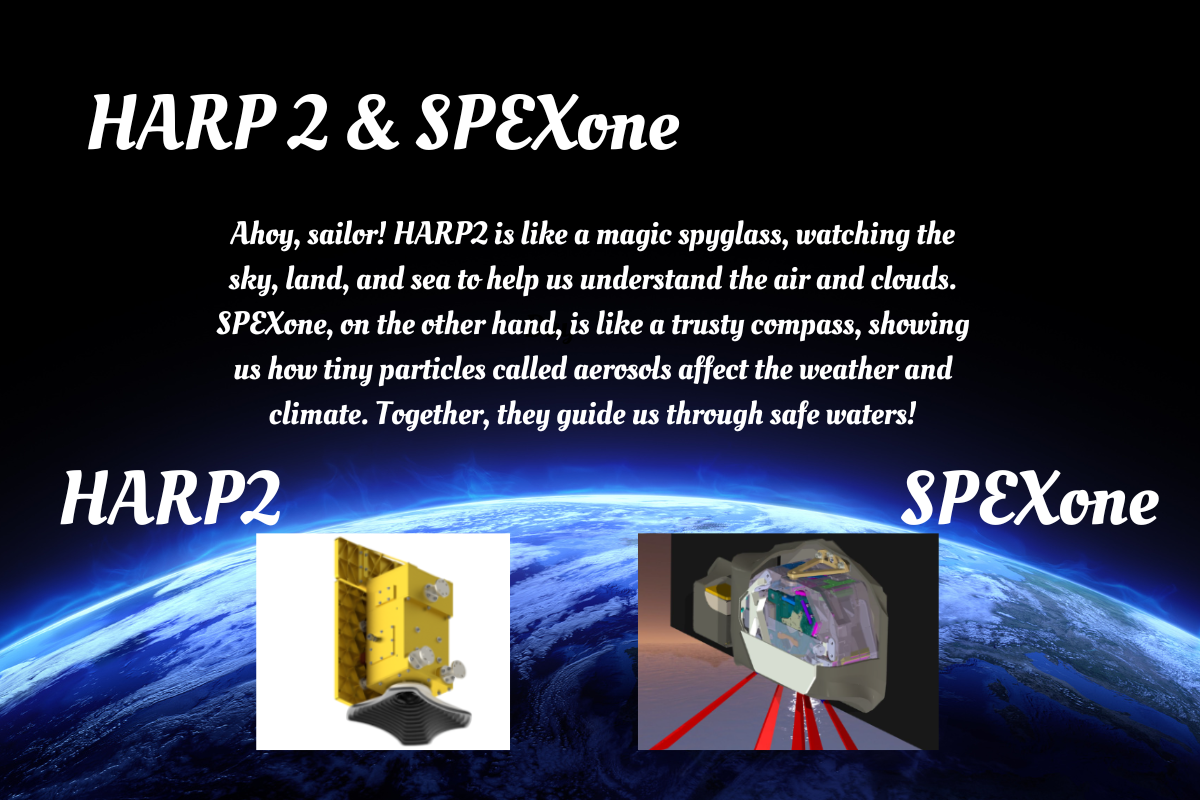 HARP 2 & SPEXone
Ahoy, sailor! HARP2 is like a magic spyglass, watching the
sky, land, and sea to help us understand the air and clouds.
SPEXone, on the other hand, is like a trusty compass, showing
us how tiny particles called aerosols affect the weather and
climate. Together, they guide us through safe waters!
HARP2
SPEXone